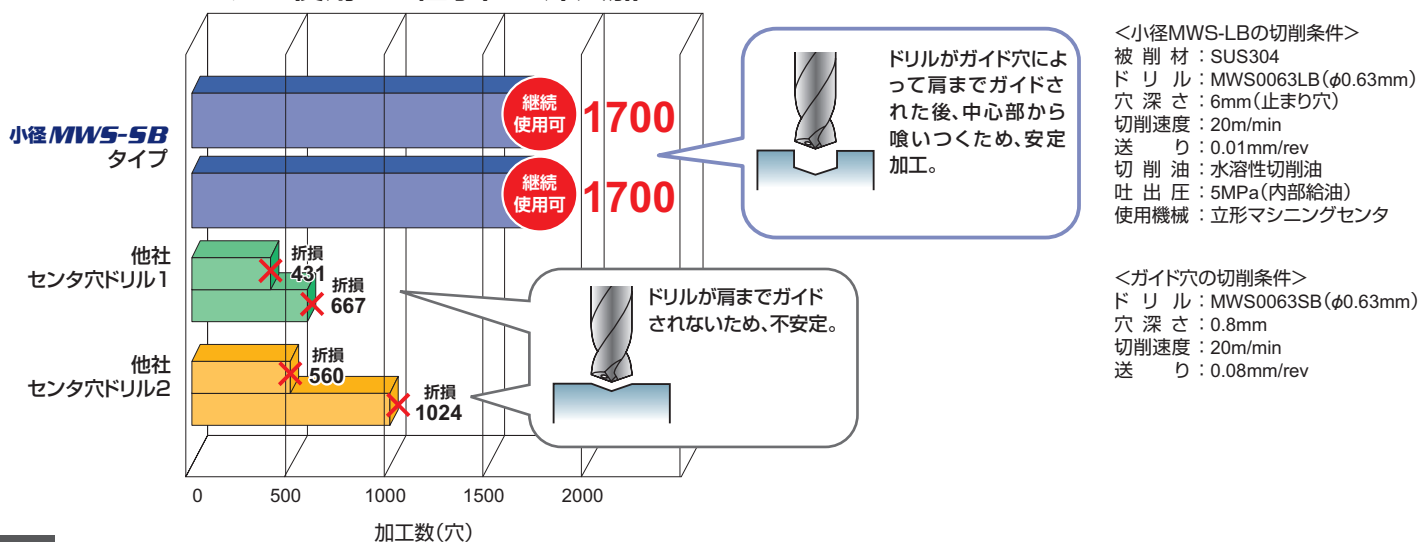 小径MWS-SB
タイプ
継続
使用可
1700
継続
使用可
1700
ドリルがガイド穴によ
って肩までガイドさ
れた後、中心部から
喰いつくため、安定
加工。
他社
センタ穴ドリル1
折損
431
折損
667
他社
センタ穴ドリル2
折損
560
折損
1024
ドリルが肩までガイド
されないため、不安定。
0 500 1000 1500 2000
加工数(穴)
<小径MWS-LBの切削条件>
被削材:SUS304
ドリル:MWS0063LB(φ0.63mm)
穴深さ:6mm(止まり穴)
切削速度:20m/min
送り:0.01mm/rev
切削油:水溶性切削油
吐出圧:5MPa(内部給油)
使用機械:立形マシニングセンタ
<ガイド穴の切削条件>
ドリル:MWS0063SB(φ0.63mm)
穴深さ:0.8mm
切削速度:20m/min
送り:0.08mm/rev